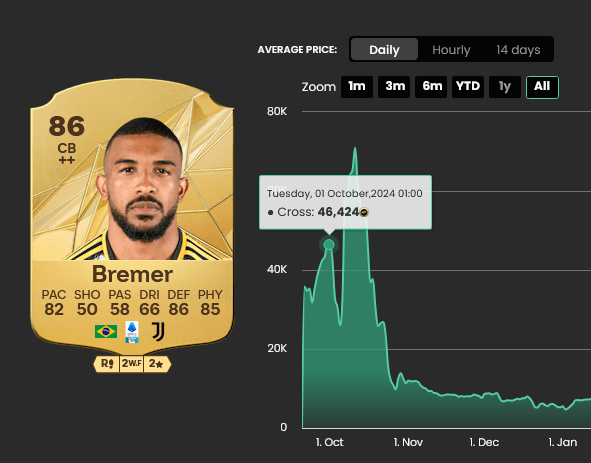 AVERAGE PRICE: Daily Hourly 14 days
Zoom 1m 3m 6m YTD 1y All
86
CB
++
Bremer
PAC SHO PAS DRI DEF PHY
82 50 58 66 86 85
R 2W.F 2★
80K
Tuesday, 01 October,2024 01:00
● Cross: 46,424
40K
20K
0
1. Oct 1. Nov 1. Dec 1. Jan